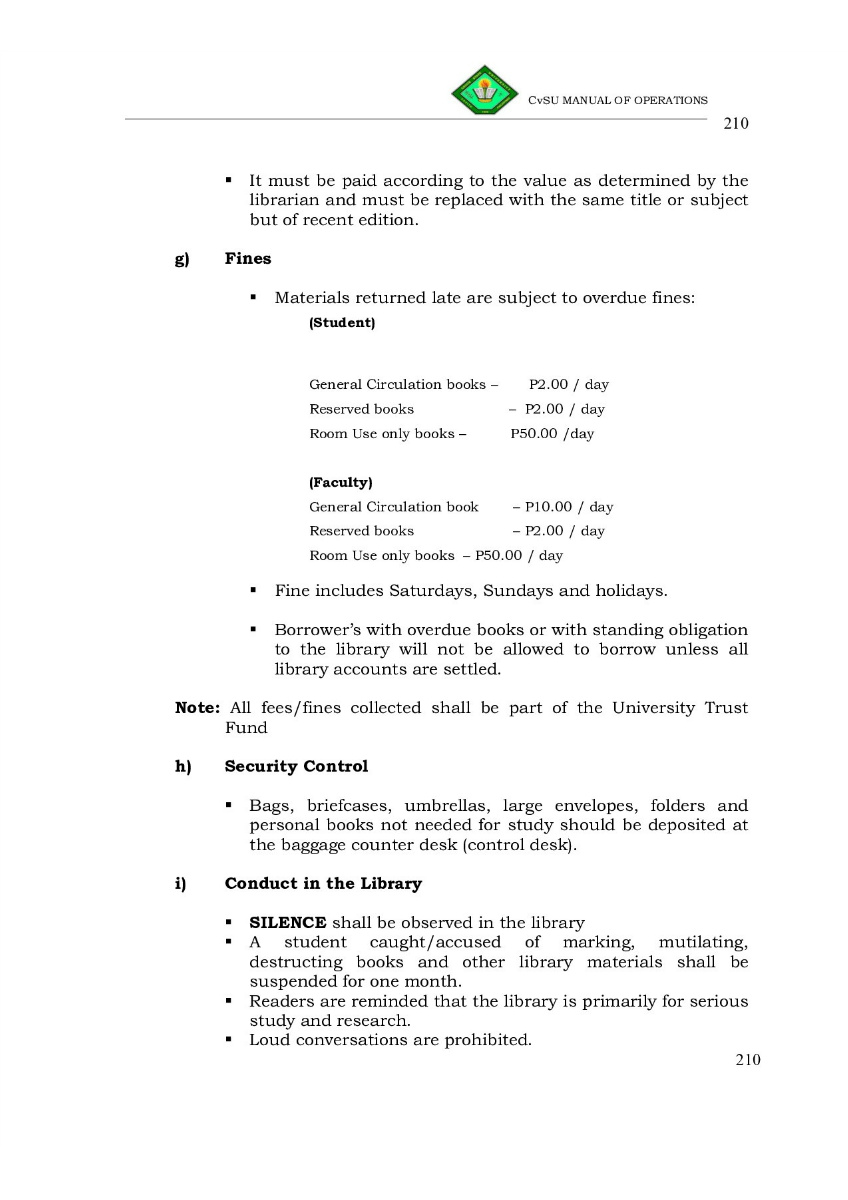 CvSU MANUAL OF OPERATIONS
210
▪ It must be paid according to the value as determined by the
librarian and must be replaced with the same title or subject
but of recent edition.
g) Fines
▪ Materials returned late are subject to overdue fines:
(Student)
General Circulation books – P2.00 / day
Reserved books – P2.00 / day
Room Use only books – P50.00 /day
(Faculty)
General Circulation book – P10.00 / day
Reserved books – P2.00 / day
Room Use only books – P50.00 / day
▪ Fine includes Saturdays, Sundays and holidays.
▪ Borrower’s with overdue books or with standing obligation
to the library will not be allowed to borrow unless all
library accounts are settled.
Note: All fees/fines collected shall be part of the University Trust
Fund
h) Security Control
▪ Bags, briefcases, umbrellas, large envelopes, folders and
personal books not needed for study should be deposited at
the baggage counter desk (control desk).
i) Conduct in the Library
▪ SILENCE shall be observed in the library
▪ A student caught/accused of marking, mutilating,
destructing books and other library materials shall be
suspended for one month.
▪ Readers are reminded that the library is primarily for serious
study and research.
▪ Loud conversations are prohibited.
210